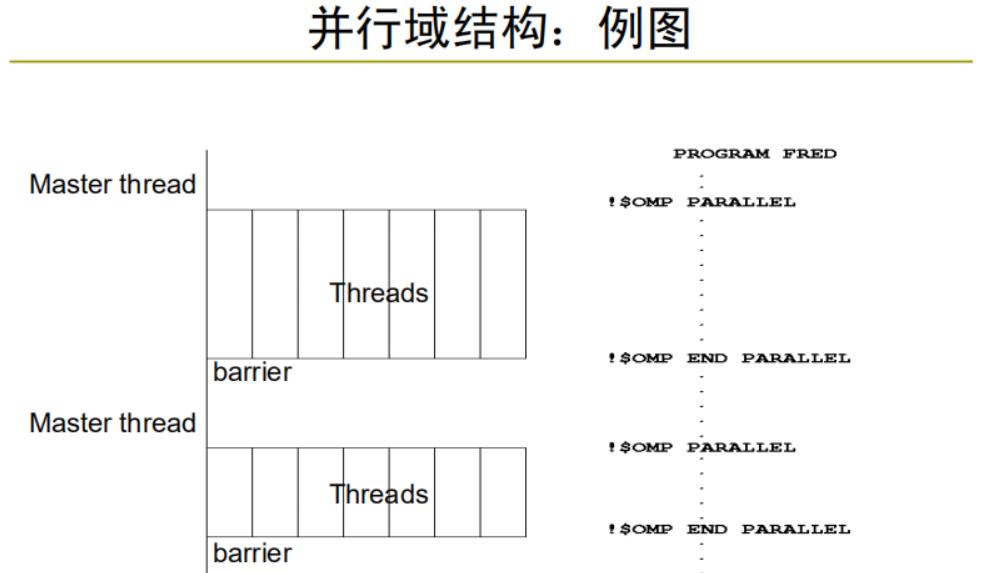 并行域结构：例图
PROGRAM FRED
Master thread
!$OMP PARALLEL
Threads
!$OMP END PARALLEL
barrier
Master thread
!$OMP PARALLEL
Threads
!$OMP END PARALLEL
barrier